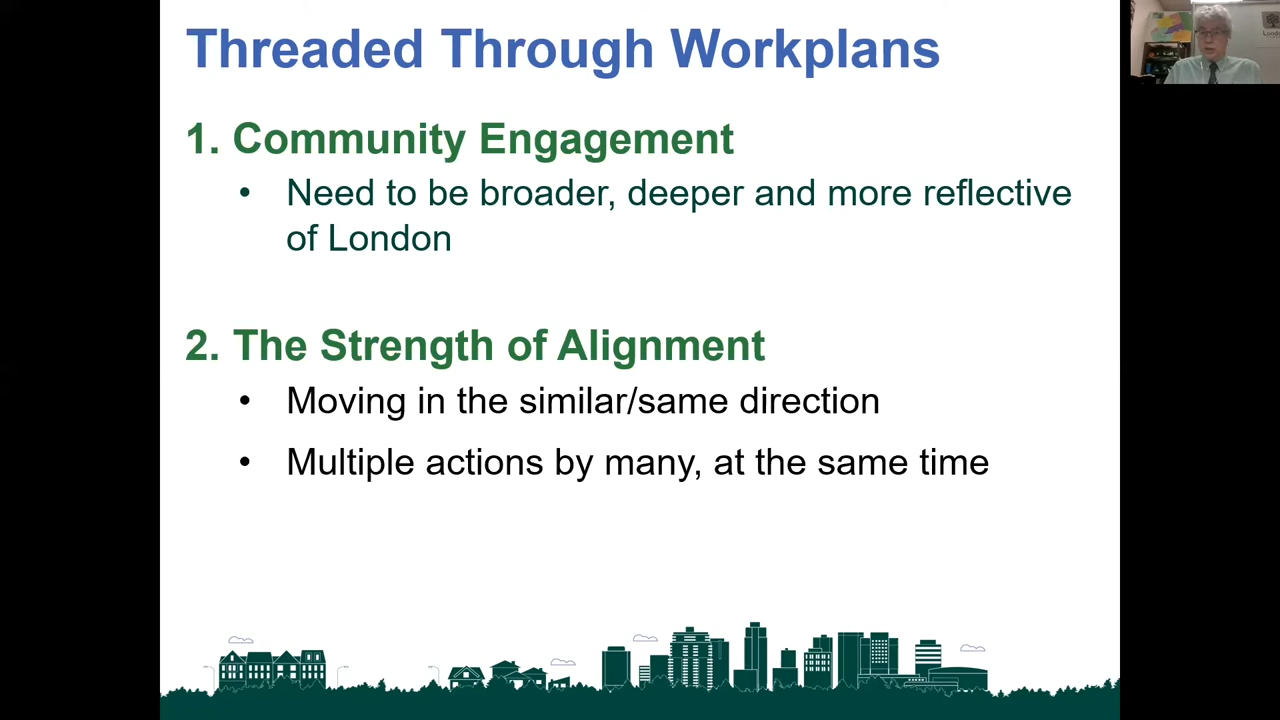 Threaded Through Workplans
1. Community Engagement
• Need to be broader, deeper and more reflective
of London
2. The Strength of Alignment
• Moving in the similar/same direction
• Multiple actions by many, at the same time